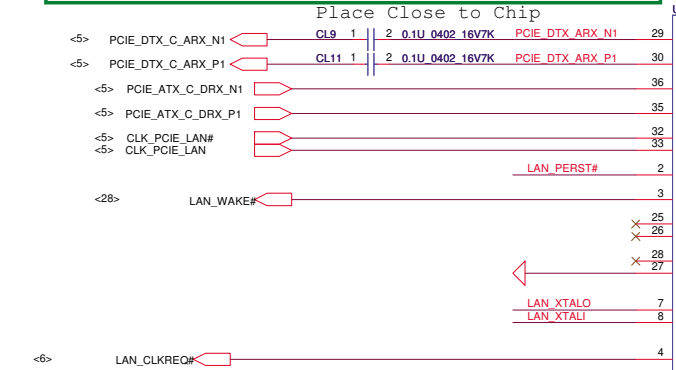 Place Close to Chip
<5> PCIE_DTX_C_ARX_N1 CL9 1 2 0.1U_0402_16V7K PCIE_DTX_ARX_N1 29
<5> PCIE_DTX_C_ARX_P1 CL11 1 2 0.1U_0402_16V7K PCIE_DTX_ARX_P1 30
<5> PCIE_ATX_C_DRX_N1 36
<5> PCIE_ATX_C_DRX_P1 35
<5> CLK_PCIE_LAN# 32
<5> CLK_PCIE_LAN 33
LAN_PERST# 2
<28> LAN_WAKE# 3
25
26
28
27
LAN_XTALO 7
LAN_XTALI 8
<6> LAN_CLKREQ# 4